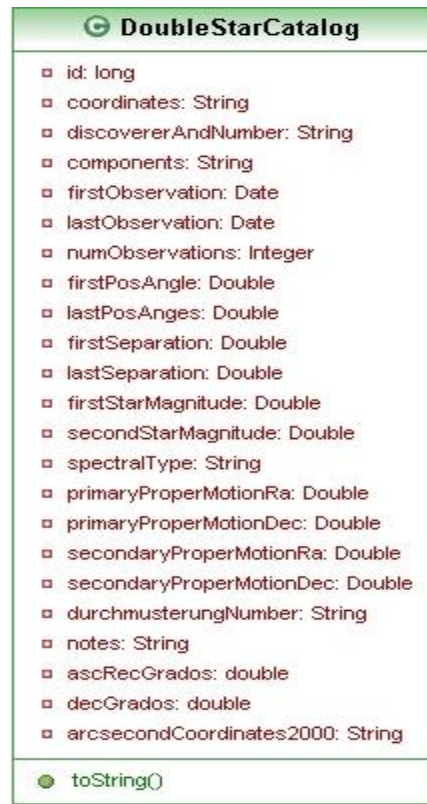 DoubleStarCatalog
id: long
coordinates: String
discovererAndNumber: String
components: String
firstObservation: Date
lastObservation: Date
numObservations: Integer
firstPosAngle: Double
lastPosAnges: Double
firstSeparation: Double
lastSeparation: Double
firstStarMagnitude: Double
secondStarMagnitude: Double
spectralType: String
primaryProperMotionRa: Double
primaryProperMotionDec: Double
secondaryProperMotionRa: Double
secondaryProperMotionDec: Double
durchmusterungNumber: String
notes: String
ascRecGrados: double
decGrados: double
arcsecondCoordinates2000: String
toString()